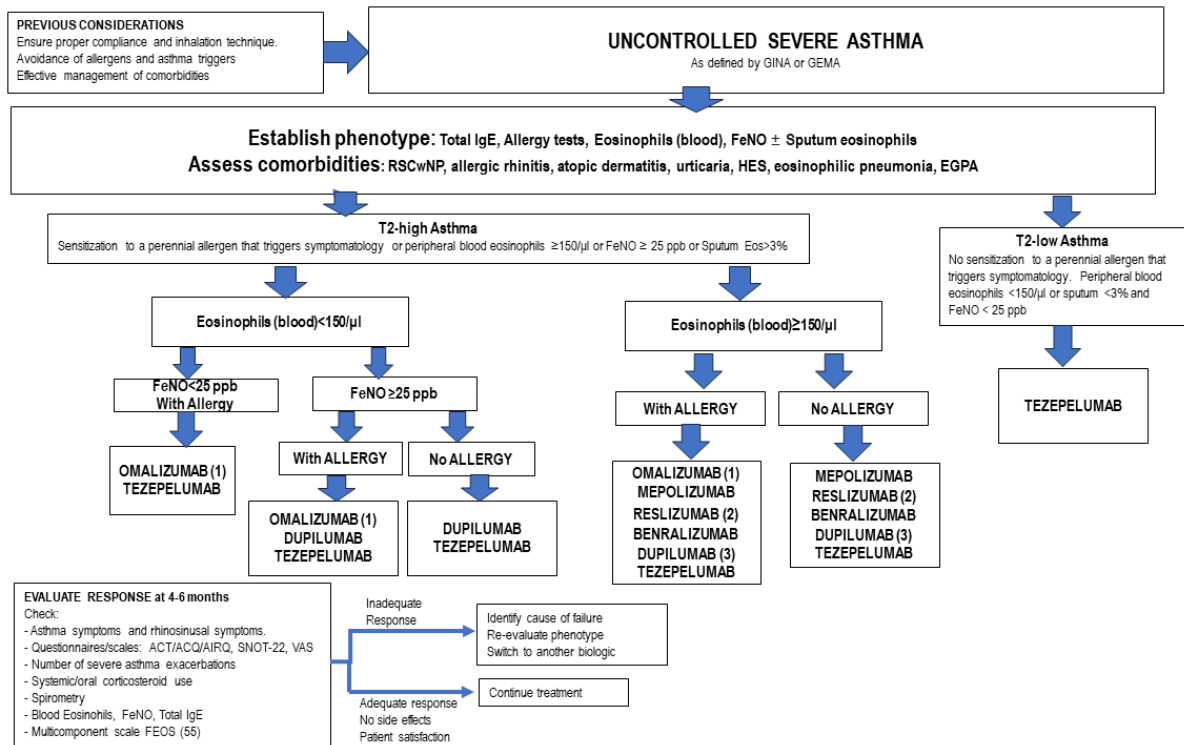 PREVIOUS CONSIDERATIONS
Ensure proper compliance and inhalation technique.
Avoidance of allergens and asthma triggers
Effective management of comorbidities
UNCONTROLLED SEVERE ASTHMA
As defined by GINA or GEMA
Establish phenotype: Total IgE, Allergy tests, Eosinophils (blood), FeNO ± Sputum eosinophils
Assess comorbidities: RSCwNP, allergic rhinitis, atopic dermatitis, urticaria, HES, eosinophilic pneumonia, EGPA
T2-high Asthma
Sensitization to a perennial allergen that triggers symptomatology or peripheral blood eosinophils ≥150/µl or FeNO ≥ 25 ppb or Sputum Eos>3%
T2-low Asthma
No sensitization to a perennial allergen that
triggers symptomatology. Peripheral blood
eosinophils <150/µl or sputum <3% and
FeNO < 25 ppb
Eosinophils (blood)<150/µl
Eosinophils (blood)≥150/µl
FeNO<25 ppb
With Allergy
FeNO ≥25 ppb
With ALLERGY
No ALLERGY
TEZEPELUMAB
OMALIZUMAB (1)
TEZEPELUMAB
With ALLERGY
No ALLERGY
OMALIZUMAB (1)
DUPILUMAB
TEZEPELUMAB
DUPILUMAB
TEZEPELUMAB
OMALIZUMAB (1)
MEPOLIZUMAB
RESLIZUMAB (2)
BENRALIZUMAB
DUPILUMAB (3)
TEZEPELUMAB
MEPOLIZUMAB
RESLIZUMAB (2)
BENRALIZUMAB
DUPILUMAB (3)
TEZEPELUMAB
EVALUATE RESPONSE at 4-6 months
Check:
- Asthma symptoms and rhinosinusal symptoms.
- Questionnaires/scales: ACT/ACQ/AIRQ, SNOT-22, VAS
- Number of severe asthma exacerbations
- Systemic/oral corticosteroid use
- Spirometry
- Blood Eosinohils, FeNO, Total IgE
- Multicomponent scale FEOS (55)
Inadequate
Response
Identify cause of failure
Re-evaluate phenotype
Switch to another biologic
Adequate response
No side effects
Patient satisfaction
Continue treatment